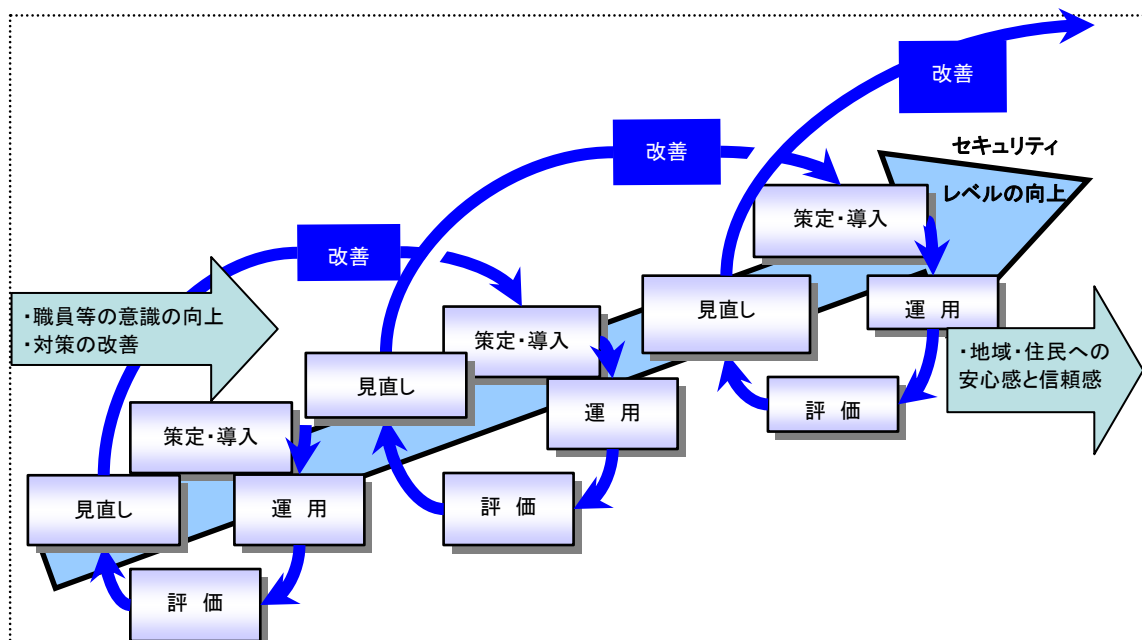 改善
改善
セキュリティ
レベルの向上
策定・導入
改善
・職員等の意識の向上
・対策の改善
見直し
運 用
策定・導入
・地域・住民への
安心感と信頼感
見直し
運 用
評 価
策定・導入
見直し
運 用
評 価
評 価